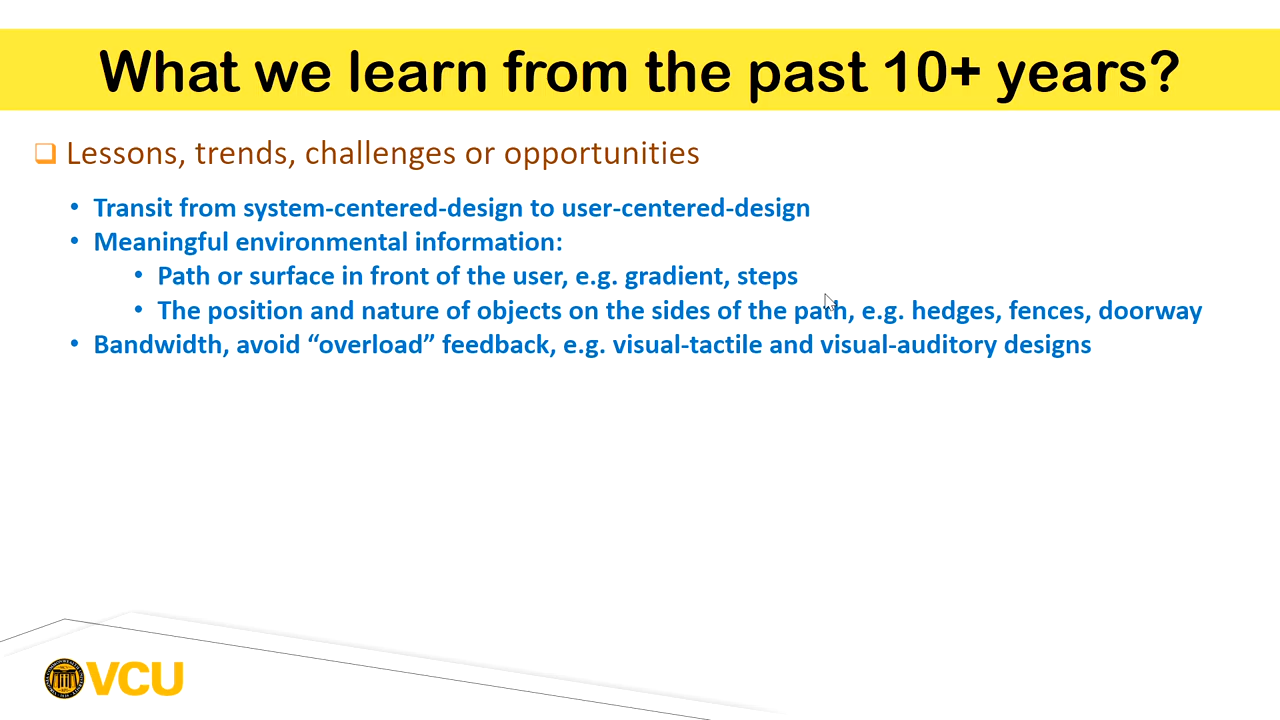 What we learn from the past 10+ years?
Lessons, trends, challenges or opportunities
• Transit from system-centered-design to user-centered-design
• Meaningful environmental information:
• Path or surface in front of the user, e.g. gradient, steps
• The position and nature of objects on the sides of the path, e.g. hedges, fences, doorway
• Bandwidth, avoid “overload” feedback, e.g. visual-tactile and visual-auditory designs
VCU